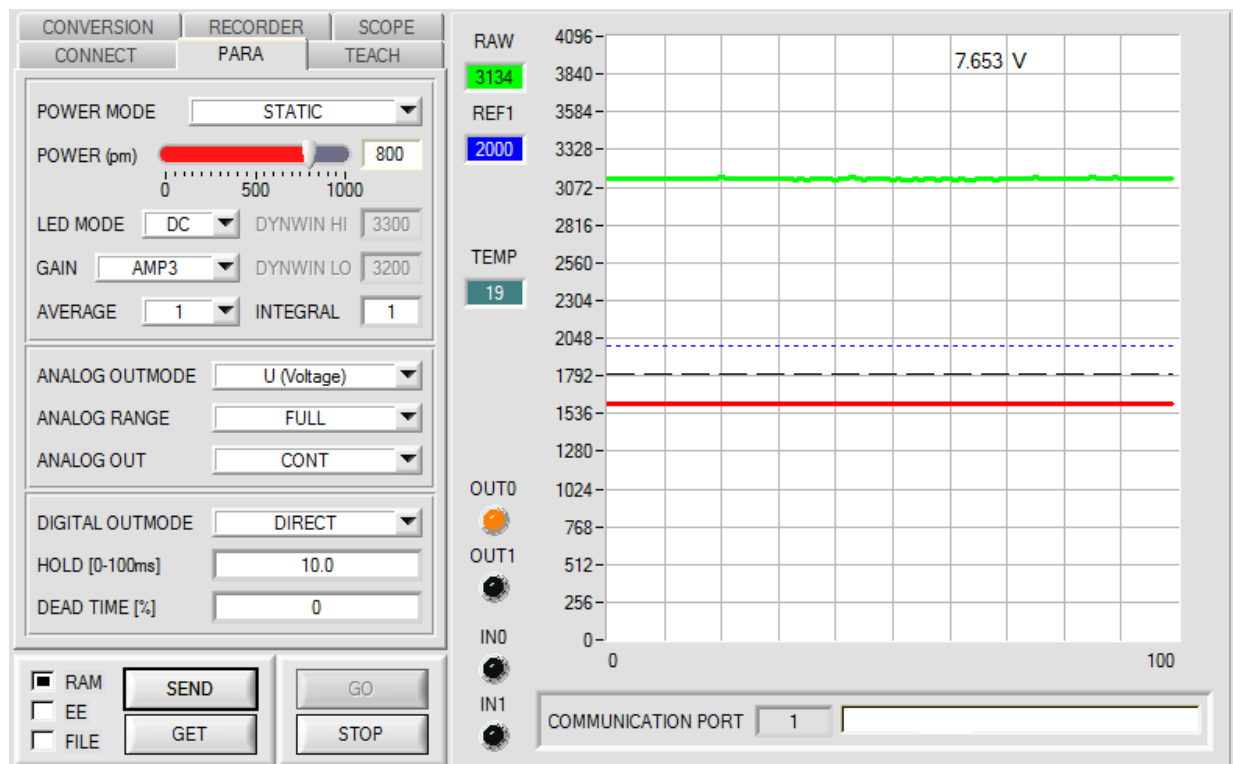 CONVERSION RECORDER SCOPE
CONNECT PARA TEACH
POWER MODE STATIC
POWER (pm) 800
0 500 1000
LED MODE DC DYNWIN HI 3300
GAIN AMP3 DYNWIN LO 3200
AVERAGE 1 INTEGRAL 1
ANALOG OUTMODE U (Voltage)
ANALOG RANGE FULL
ANALOG OUT CONT
DIGITAL OUTMODE DIRECT
HOLD [0-100ms] 10.0
DEAD TIME [%] 0
RAM
EE
FILE
SEND
GET
GO
STOP
RAW
3134
REF1
2000
TEMP
19
OUT0
OUT1
IN0
IN1
7.653 V
4096
3840
3584
3328
3072
2816
2560
2304
2048
1792
1536
1280
1024
768
512
256
0
0 100
COMMUNICATION PORT 1